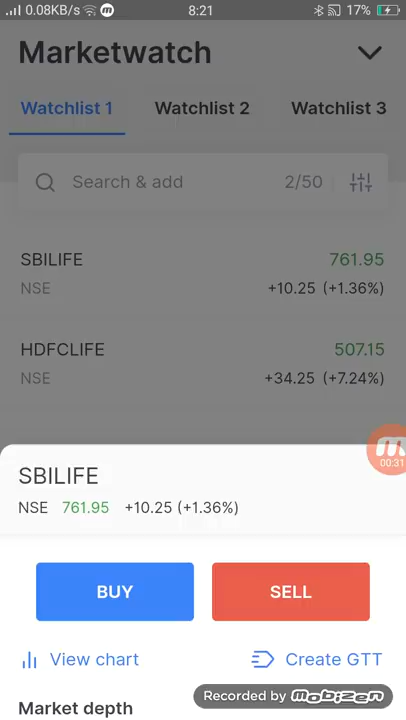 0.08KB/s 8:21 17%
Marketwatch
Watchlist 1 Watchlist 2 Watchlist 3
Search & add 2/50
SBILIFE 761.95
NSE +10.25 (+1.36%)
HDFCLIFE 507.15
NSE +34.25 (+7.24%)
00:31
SBILIFE
NSE 761.95 +10.25 (+1.36%)
BUY SELL
View chart Create GTT
Market depth
Recorded by mobizen